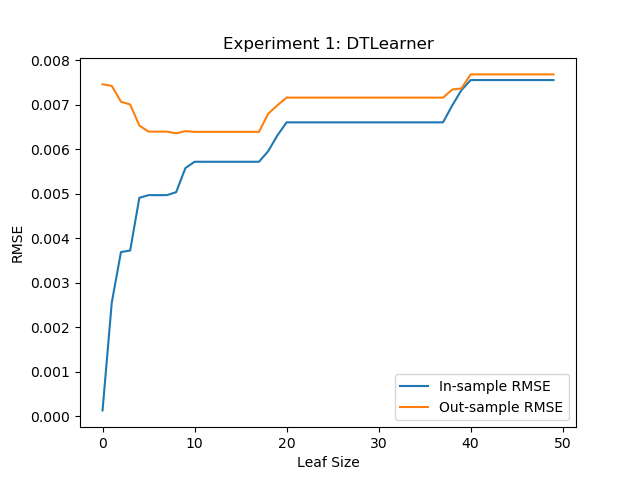 Experiment 1: DTLearner
0.008
0.007
0.006
0.005
0.004
0.003
0.002
0.001
0.000
RMSE
0 10 20 30 40 50
Leaf Size
In-sample RMSE
Out-sample RMSE